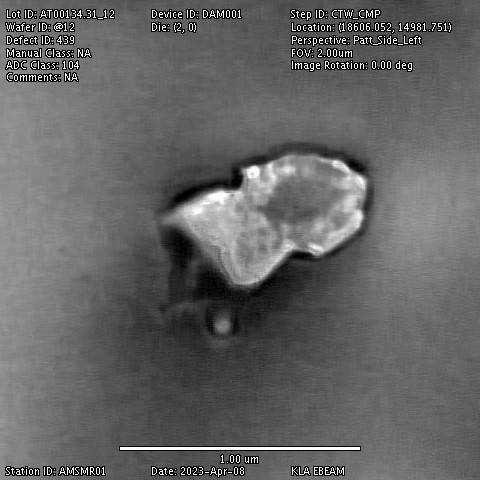 Lot ID: AT00134.31_12 Device ID: DAM001 Step ID: CTW_CMP
Wafer ID: @12 Die: (2, 0) Location: (18606.052, 14981.751)
Defect ID: 439 Perspective: Patt_Side_Left
Manual Class: NA FOV: 2.00um
ADC Class: 104 Image Rotation: 0.00 deg
Comments: NA
1.00 um
Station ID: AMSMR01 Date: 2023-Apr-08 KLA EBEAM